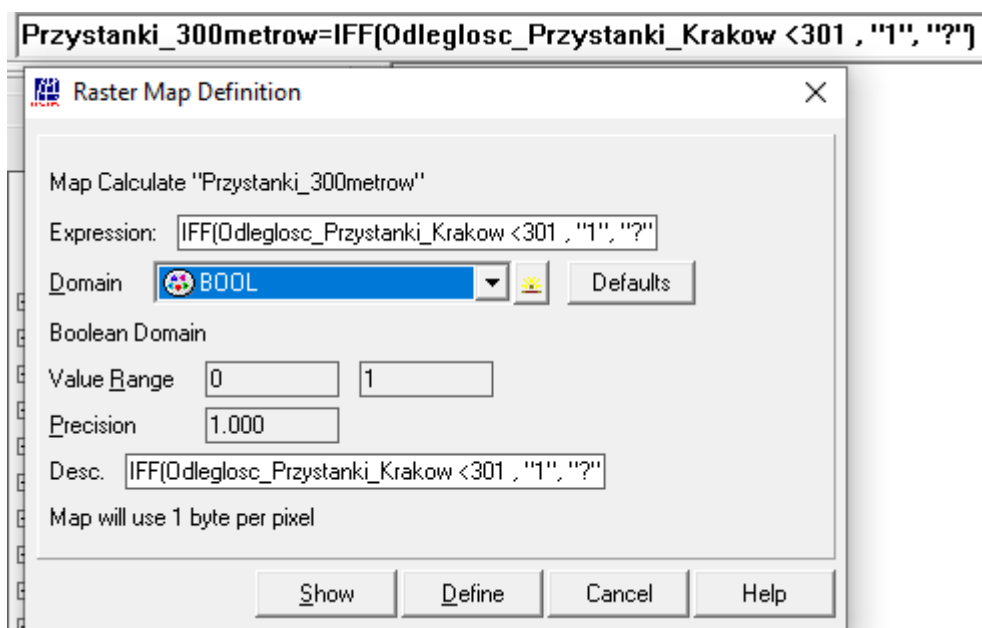 Przystanki_300metrow=IFF(Odleglosc_Przystanki_Krakow <301 , "1", "?")
Raster Map Definition
Map Calculate "Przystanki_300metrow"
Expression: IFF(Odleglosc_Przystanki_Krakow <301 , "1", "?"
Domain BOOL Defaults
Boolean Domain
Value Range 0 1
Precision 1.000
Desc. IFF(Odleglosc_Przystanki_Krakow <301 , "1", "?"
Map will use 1 byte per pixel
Show Define Cancel Help